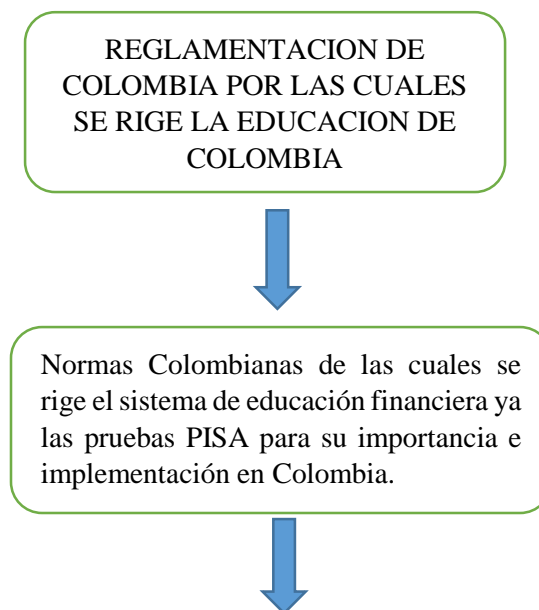 REGLAMENTACION DE
COLOMBIA POR LAS CUALES
SE RIGE LA EDUCACION DE
COLOMBIA
Normas Colombianas de las cuales se
rige el sistema de educación financiera ya
las pruebas PISA para su importancia e
implementación en Colombia.